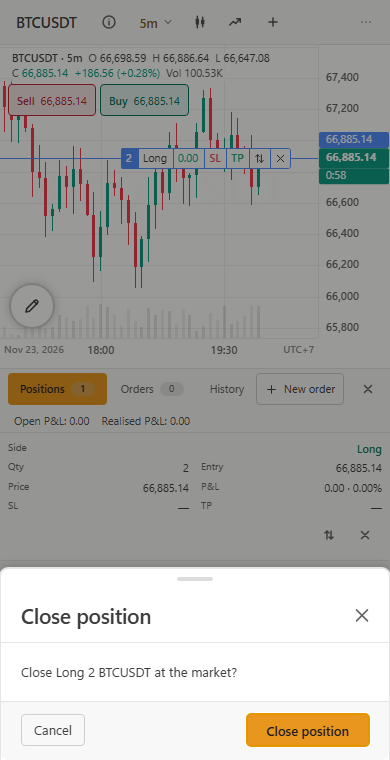 BTCUSDT 5m
BTCUSDT · 5m O 66,698.59 H 66,886.64 L 66,647.08
C 66,885.14 +186.56 (+0.28%) Vol 100.53K
Sell 66,885.14 Buy 66,885.14
67,400
67,200
66,885.14
2 Long 0.00 SL TP
66,885.14
0:58
66,600
66,400
66,200
66,000
65,800
Nov 23, 2026 18:00 19:30 UTC+7
Positions 1 Orders 0 History + New order
Open P&L: 0.00 Realised P&L: 0.00
Side Long
Qty 2 Entry 66,885.14
Price 66,885.14 P&L 0.00 · 0.00%
SL — TP —
Close position
Close Long 2 BTCUSDT at the market?
Cancel Close position